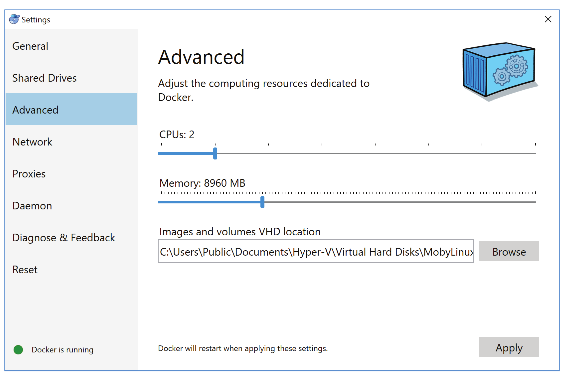 Settings
General
Shared Drives
Advanced
Network
Proxies
Daemon
Diagnose & Feedback
Reset
Docker is running
Advanced
Adjust the computing resources dedicated to
Docker.
CPUs: 2
Memory: 8960 MB
Images and volumes VHD location
C:\Users\Public\Documents\Hyper-V\Virtual Hard Disks\MobyLinux
Browse
Docker will restart when applying these settings.
Apply